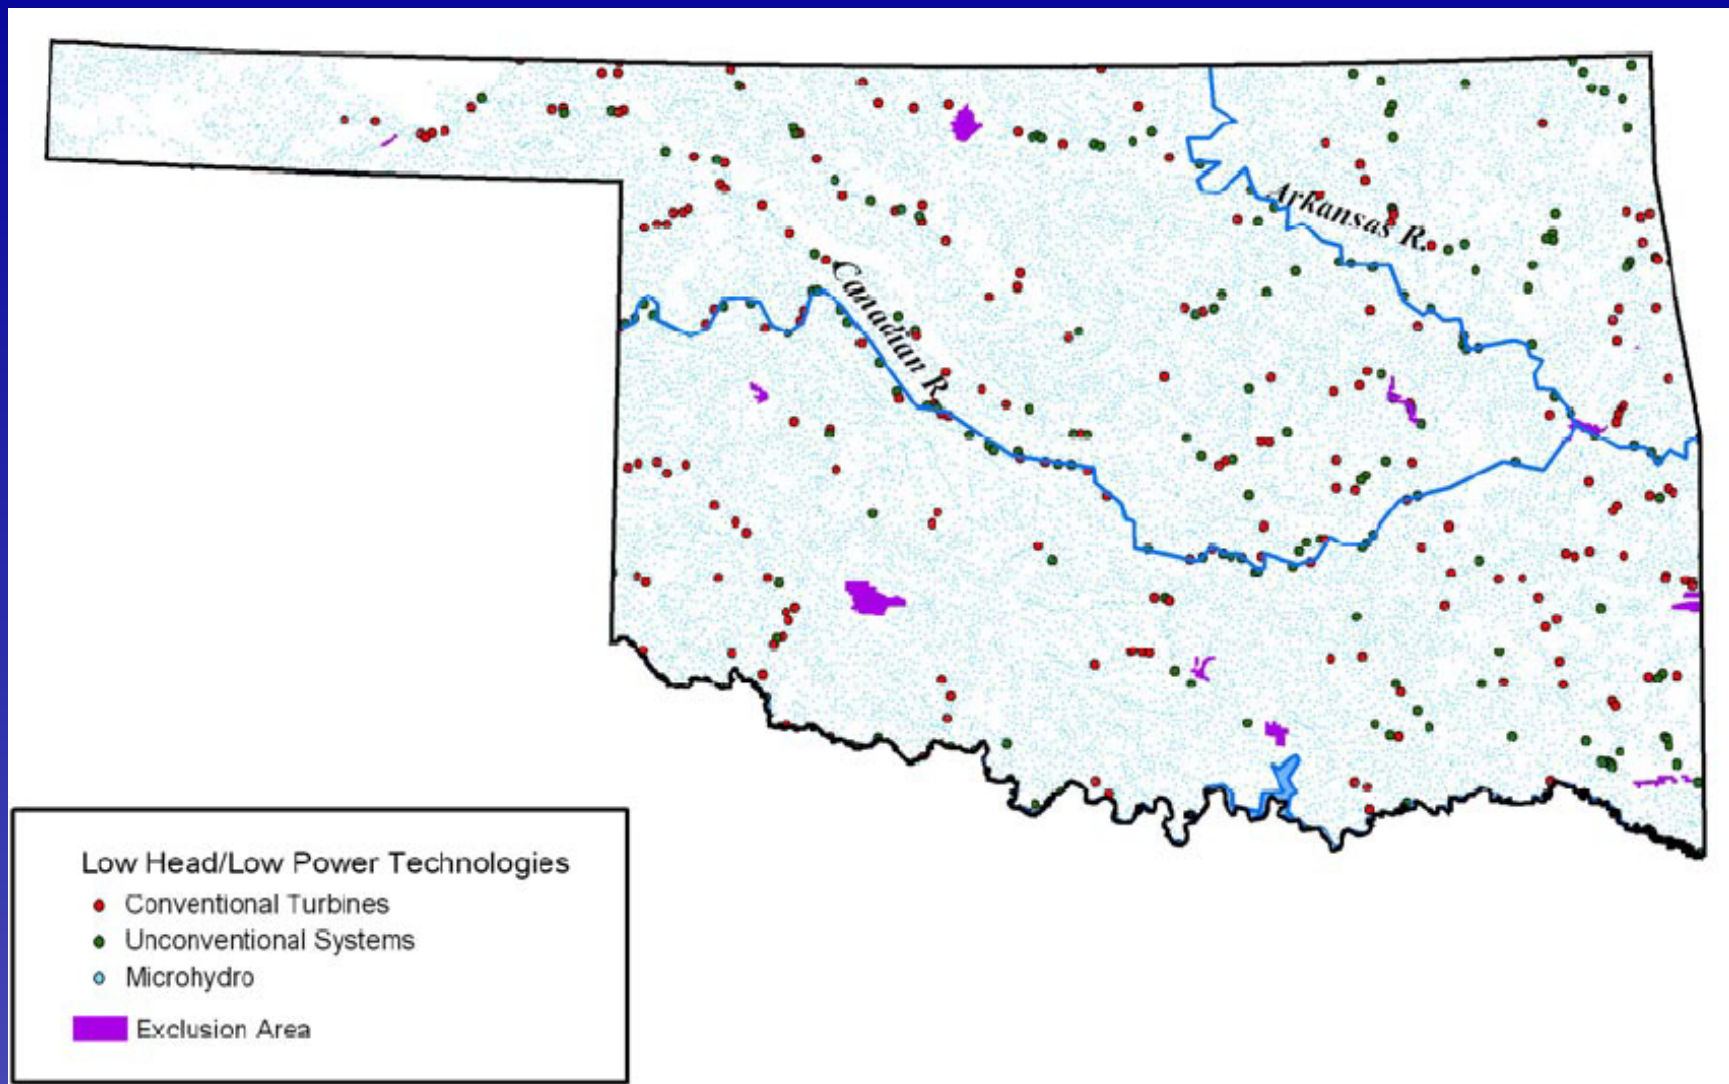 Arkansas R.
Canadian R.
Low Head/Low Power Technologies
Conventional Turbines
Unconventional Systems
Microhydro
Exclusion Area